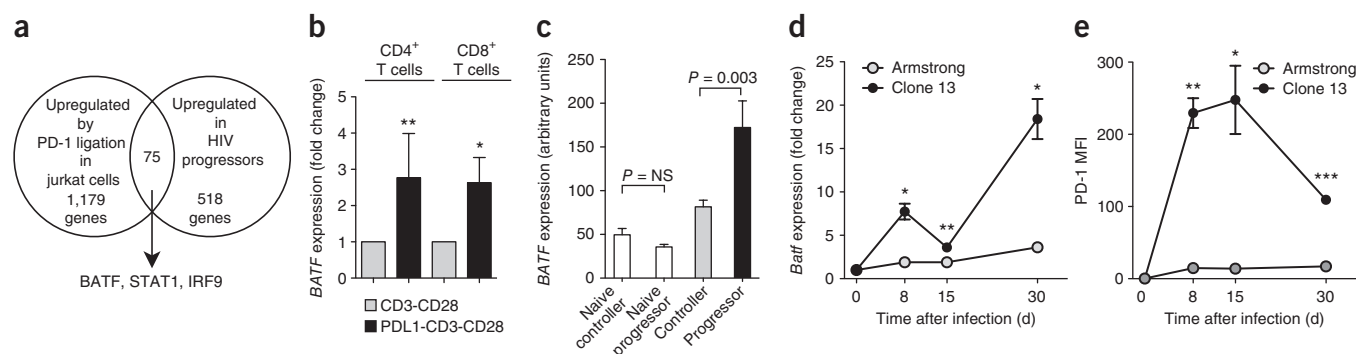 a
Upregulated
by
PD-1 ligation
in
jurkat cells
1,179
genes
75
Upregulated
in
HIV
progressors
518
genes
BATF, STAT1, IRF9
b
CD4+
T cells
CD8+
T cells
BATF expression (fold change)
5
4
3
2
1
0
**
*
CD3-CD28
PDL1-CD3-CD28
c
BATF expression (arbitrary units)
250
200
150
100
50
0
P = NS
P = 0.003
Naive
controller
Naive
progressor
Controller
Progressor
d
Batf expression (fold change)
25
20
15
10
5
0
Armstrong
Clone 13
*
**
*
0
8
15
30
Time after infection (d)
e
PD-1 MFI
300
200
100
0
Armstrong
Clone 13
**
*
***
0
8
15
30
Time after infection (d)